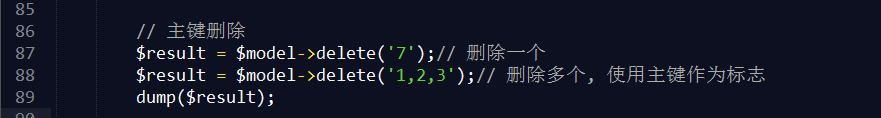 85
86 // 主键删除
87 $result = $model->delete('7');// 删除一个
88 $result = $model->delete('1,2,3');// 删除多个, 使用主键作为标志
89 dump($result);
90